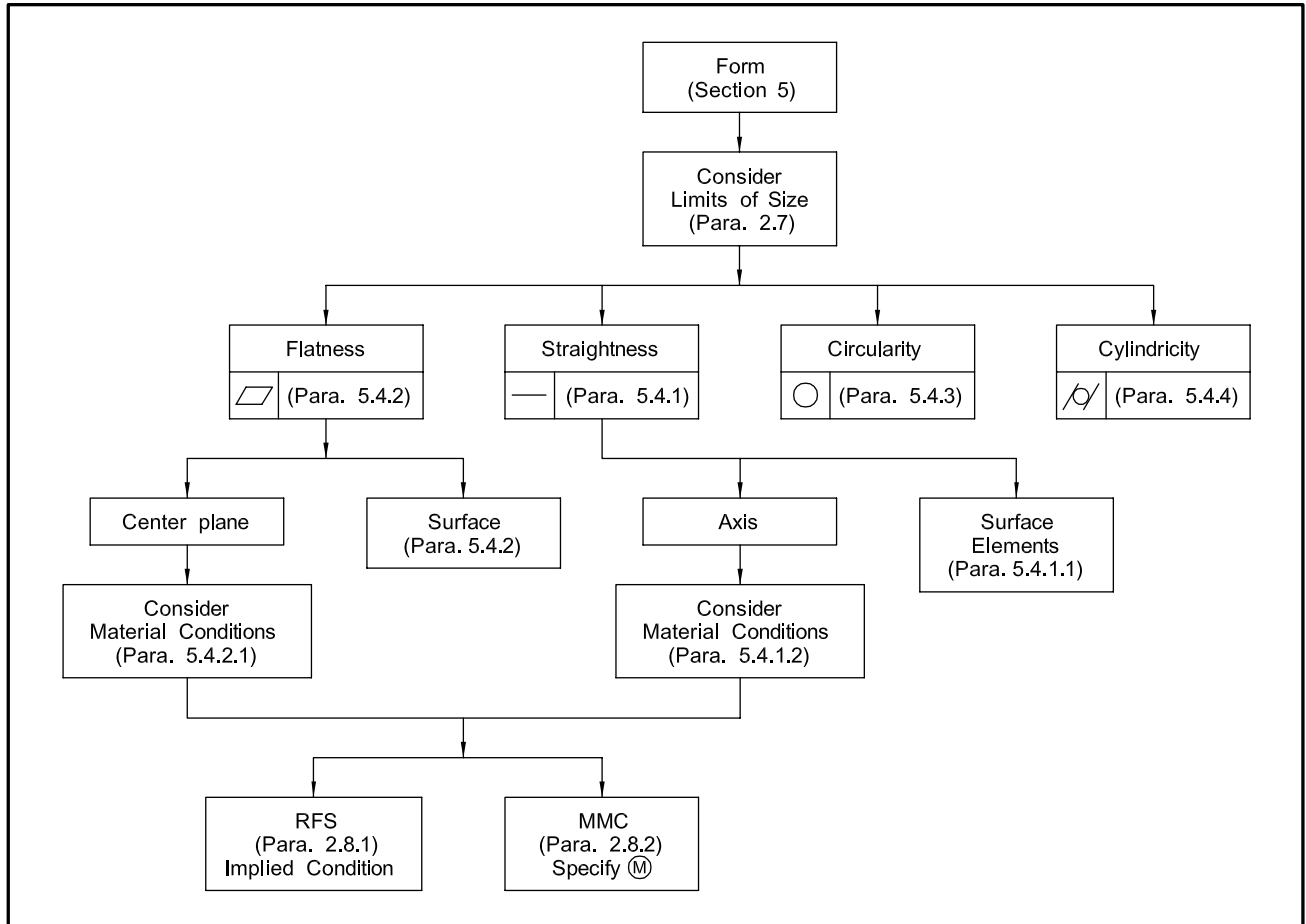 Form
(Section 5)
Consider
Limits of Size
(Para. 2.7)
Flatness
(Para. 5.4.2)
Straightness
(Para. 5.4.1)
Circularity
(Para. 5.4.3)
Cylindricity
(Para. 5.4.4)
Center plane
Surface
(Para. 5.4.2)
Axis
Surface
Elements
(Para. 5.4.1.1)
Consider
Material Conditions
(Para. 5.4.2.1)
Consider
Material Conditions
(Para. 5.4.1.2)
RFS
(Para. 2.8.1)
Implied Condition
MMC
(Para. 2.8.2)
Specify Ⓜ